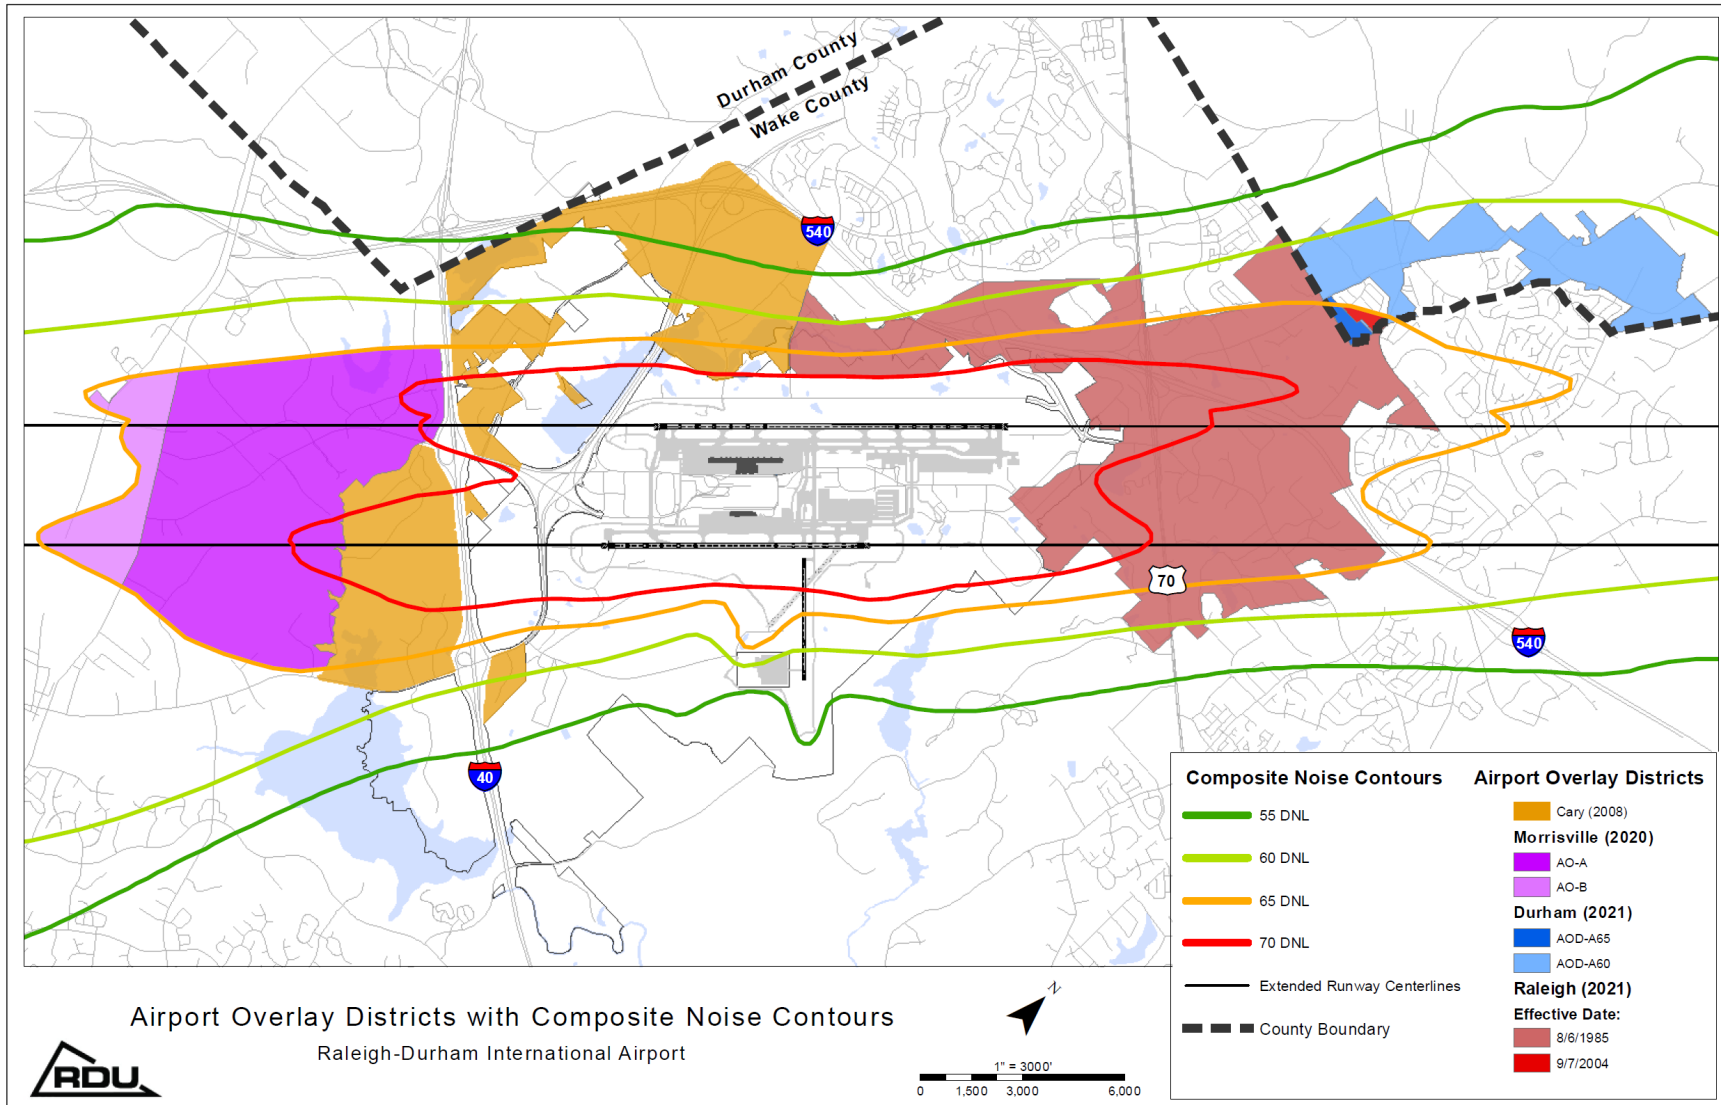 Durham County
Wake County
540
70
540
40
Composite Noise Contours
55 DNL
60 DNL
65 DNL
70 DNL
Extended Runway Centerlines
County Boundary
Airport Overlay Districts
Cary (2008)
Morrisville (2020)
AO-A
AO-B
Durham (2021)
AOD-A65
AOD-A60
Raleigh (2021)
Effective Date:
8/6/1985
9/7/2004
Airport Overlay Districts with Composite Noise Contours
Raleigh-Durham International Airport
RDU
N
1" = 3000'
0 1,500 3,000 6,000